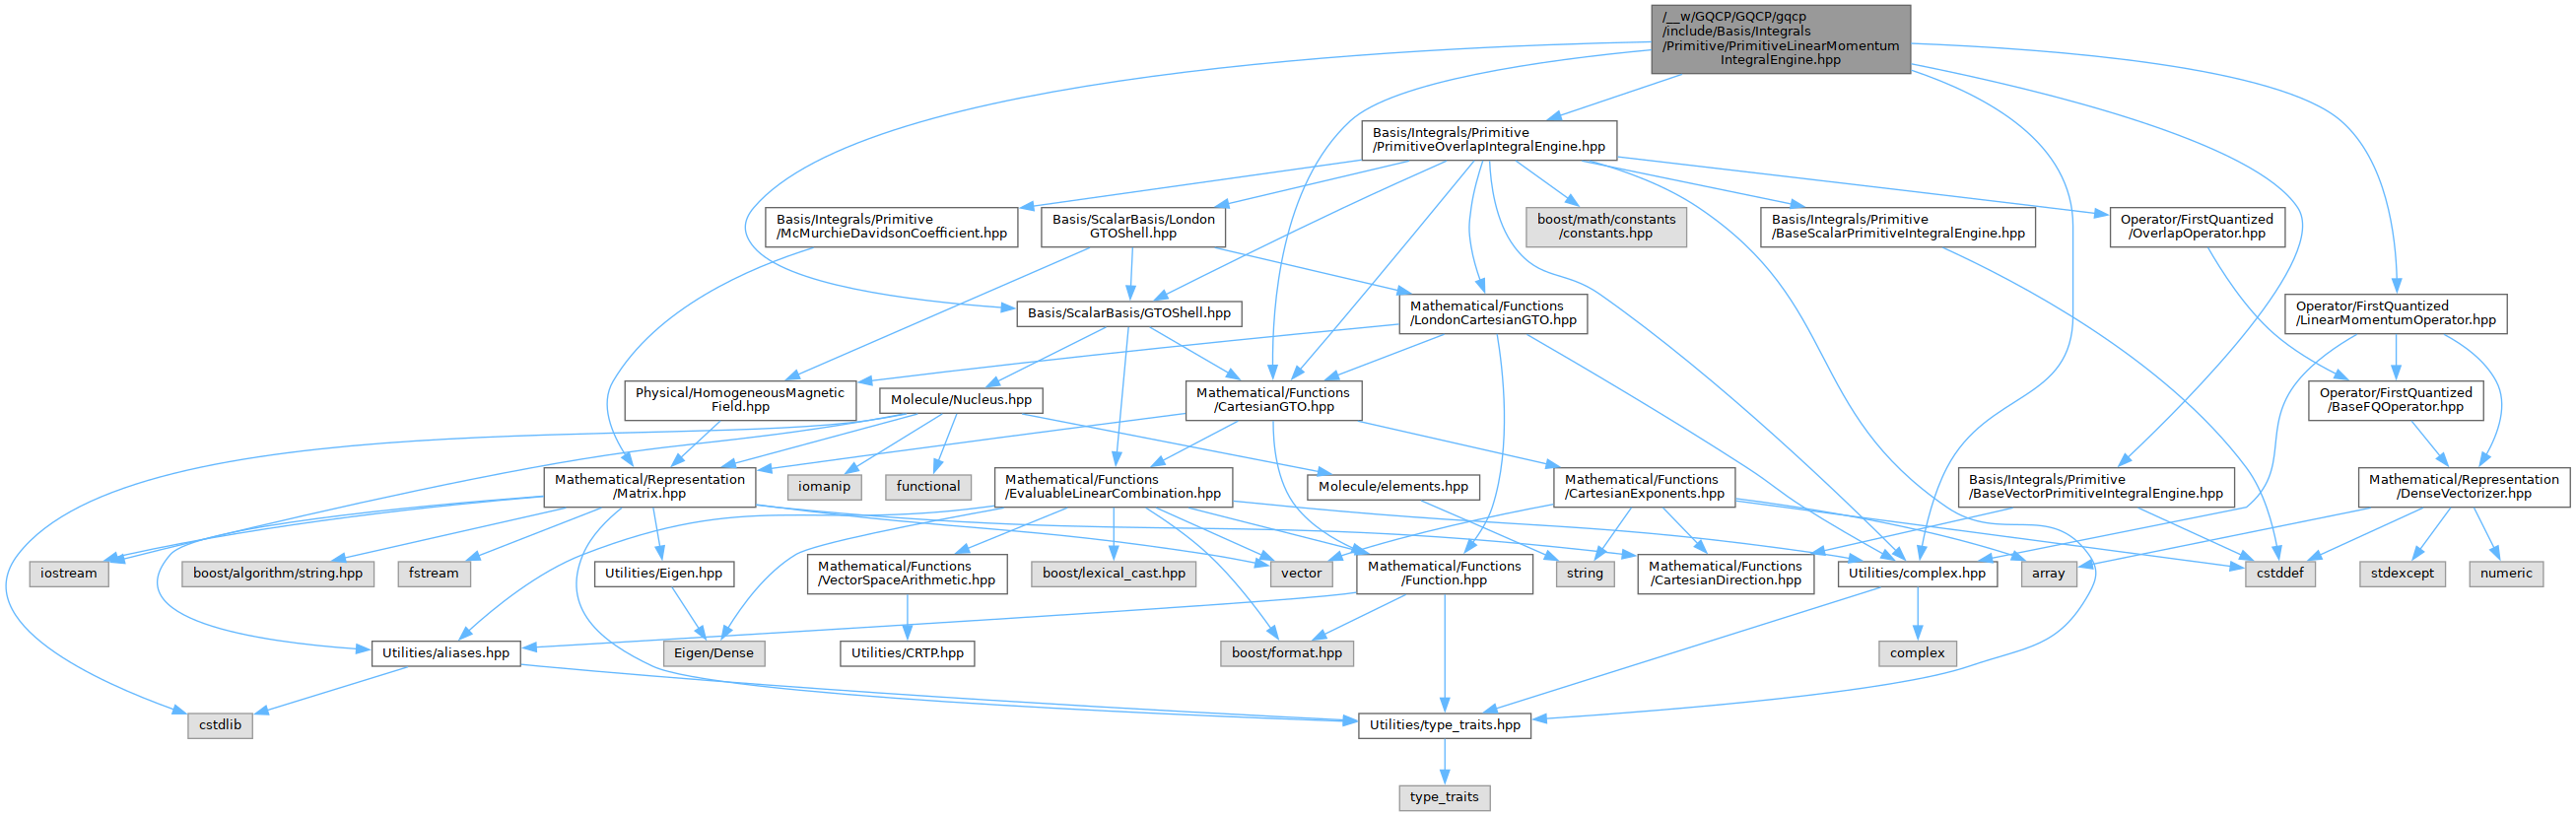 /__w/GQCP/GQCP/gqcp
/include/Basis/Integrals
/Primitive/PrimitiveLinearMomentum
IntegralEngine.hpp
Basis/Integrals/Primitive
/PrimitiveOverlapIntegralEngine.hpp
Basis/Integrals/Primitive
/McMurchieDavidsonCoefficient.hpp
Basis/ScalarBasis/London
GTOShell.hpp
boost/math/constants
/constants.hpp
Basis/Integrals/Primitive
/BaseScalarPrimitiveIntegralEngine.hpp
Operator/FirstQuantized
/OverlapOperator.hpp
Basis/ScalarBasis/GTOShell.hpp
Mathematical/Functions
/LondonCartesianGTO.hpp
Operator/FirstQuantized
/LinearMomentumOperator.hpp
Physical/HomogeneousMagnetic
Field.hpp
Molecule/Nucleus.hpp
Mathematical/Functions
/CartesianGTO.hpp
Operator/FirstQuantized
/BaseFQOperator.hpp
Mathematical/Representation
/Matrix.hpp
iomanip
functional
Mathematical/Functions
/EvaluableLinearCombination.hpp
Molecule/elements.hpp
Mathematical/Functions
/CartesianExponents.hpp
Basis/Integrals/Primitive
/BaseVectorPrimitiveIntegralEngine.hpp
Mathematical/Representation
/DenseVectorizer.hpp
iostream
boost/algorithm/string.hpp
fstream
Utilities/Eigen.hpp
Mathematical/Functions
/VectorSpaceArithmetic.hpp
boost/lexical_cast.hpp
vector
Mathematical/Functions
/Function.hpp
string
Mathematical/Functions
/CartesianDirection.hpp
Utilities/complex.hpp
array
cstddef
stdexcept
numeric
Utilities/aliases.hpp
Eigen/Dense
Utilities/CRTP.hpp
boost/format.hpp
complex
cstdlib
Utilities/type_traits.hpp
type_traits